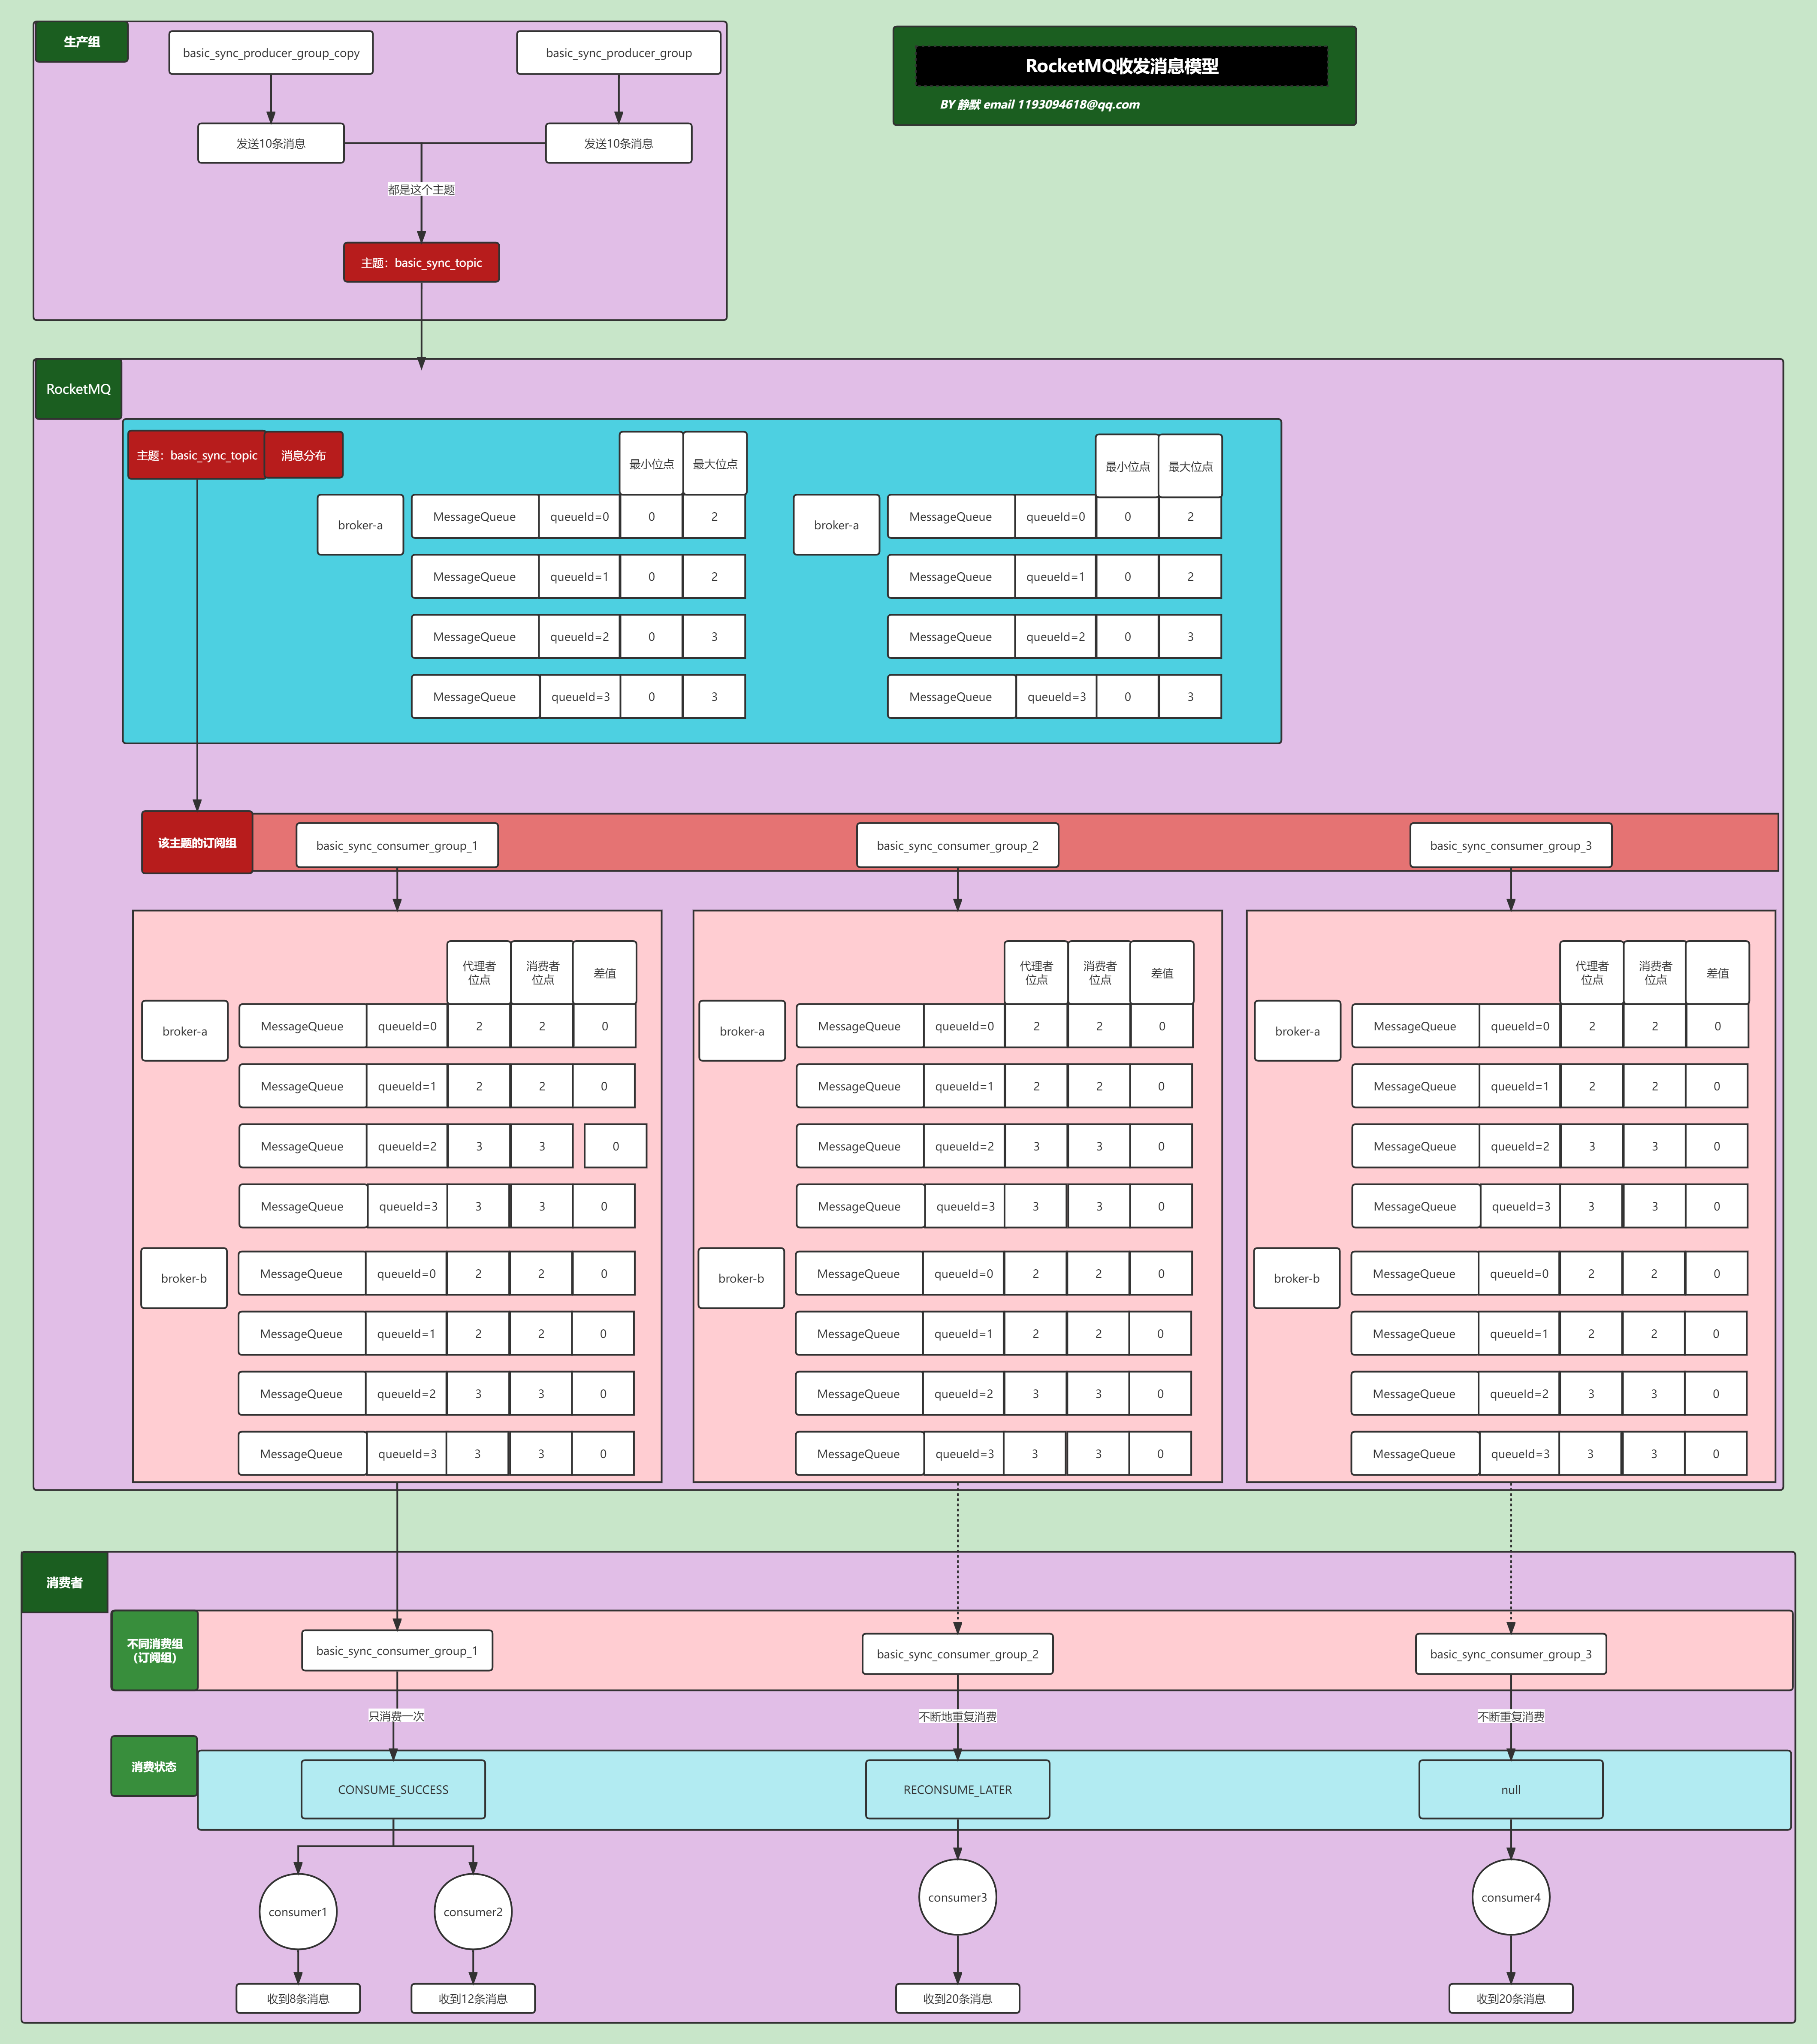 生产组
basic_sync_producer_group_copy
basic_sync_producer_group
RocketMQ收发消息模型
BY 静默 email 1193094618@qq.com
发送10条消息
发送10条消息
都是这个主题
主题：basic_sync_topic
RocketMQ
主题：basic_sync_topic
消息分布
最小位点
最大位点
broker-a
MessageQueue queueId=0 0 2
MessageQueue queueId=1 0 2
MessageQueue queueId=2 0 3
MessageQueue queueId=3 0 3
最小位点
最大位点
broker-a
MessageQueue queueId=0 0 2
MessageQueue queueId=1 0 2
MessageQueue queueId=2 0 3
MessageQueue queueId=3 0 3
该主题的订阅组
basic_sync_consumer_group_1
basic_sync_consumer_group_2
basic_sync_consumer_group_3
代理者
位点
消费者
位点
差值
broker-a
MessageQueue queueId=0 2 2 0
MessageQueue queueId=1 2 2 0
MessageQueue queueId=2 3 3 0
MessageQueue queueId=3 3 3 0
broker-b
MessageQueue queueId=0 2 2 0
MessageQueue queueId=1 2 2 0
MessageQueue queueId=2 3 3 0
MessageQueue queueId=3 3 3 0
代理者
位点
消费者
位点
差值
broker-a
MessageQueue queueId=0 2 2 0
MessageQueue queueId=1 2 2 0
MessageQueue queueId=2 3 3 0
MessageQueue queueId=3 3 3 0
broker-b
MessageQueue queueId=0 2 2 0
MessageQueue queueId=1 2 2 0
MessageQueue queueId=2 3 3 0
MessageQueue queueId=3 3 3 0
代理者
位点
消费者
位点
差值
broker-a
MessageQueue queueId=0 2 2 0
MessageQueue queueId=1 2 2 0
MessageQueue queueId=2 3 3 0
MessageQueue queueId=3 3 3 0
broker-b
MessageQueue queueId=0 2 2 0
MessageQueue queueId=1 2 2 0
MessageQueue queueId=2 3 3 0
MessageQueue queueId=3 3 3 0
消费者
不同消费组
（订阅组）
basic_sync_consumer_group_1
basic_sync_consumer_group_2
basic_sync_consumer_group_3
只消费一次
不断地重复消费
不断重复消费
消费状态
CONSUME_SUCCESS
RECONSUME_LATER
null
consumer1
consumer2
consumer3
consumer4
收到8条消息
收到12条消息
收到20条消息
收到20条消息